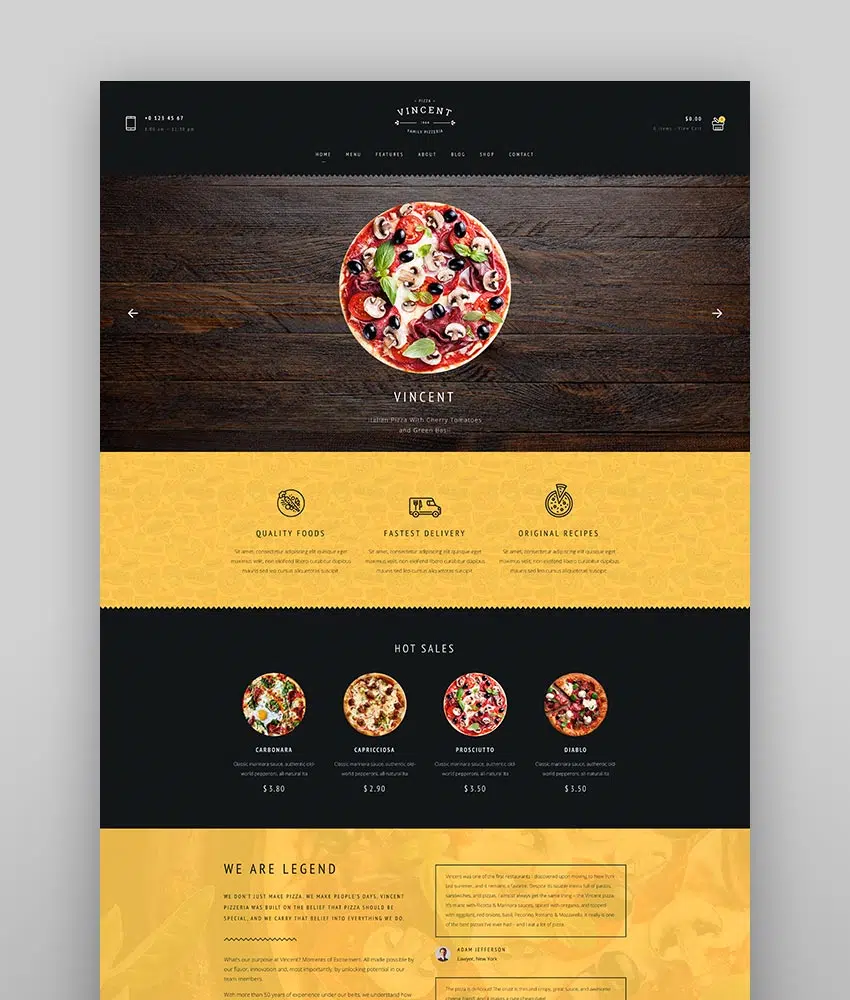 +0 123 45 67
8:00 am – 11:30 pm
PIZZA
VINCENT
FAMILY PIZZERIA
$0.00
0 items - View Cart
HOME MENU FEATURES ABOUT BLOG SHOP CONTACT
VINCENT
Italian Pizza With Cherry Tomatoes
and Green Basil
QUALITY FOODS
Sit amet, consectetur adipiscing elit quisque eget
maximus velit, non eleifend libero curabitur dapibus
mauris sed leo cursus aliquetcras suscipit.
FASTEST DELIVERY
Sit amet, consectetur adipiscing elit quisque eget
maximus velit, non eleifend libero curabitur dapibus
mauris sed leo cursus aliquetcras suscipit.
ORIGINAL RECIPES
Sit amet, consectetur adipiscing elit quisque eget
maximus velit, non eleifend libero curabitur dapibus
mauris sed leo cursus aliquetcras suscipit.
HOT SALES
CARBONARA
Classic marinara sauce, authentic old-
world pepperoni, all-natural Ita
$3.80
CAPRICCIOSA
Classic marinara sauce, authentic old-
world pepperoni, all-natural Ita
$2.90
PROSCIUTTO
Classic marinara sauce, authentic old-
world pepperoni, all-natural Ita
$3.50
DIABLO
Classic marinara sauce, authentic old-
world pepperoni, all-natural Ita
$3.50
WE ARE LEGEND
WE DON'T JUST MAKE PIZZA. WE MAKE PEOPLE'S DAYS. VINCENT
PIZZERIA WAS BUILT ON THE BELIEF THAT PIZZA SHOULD BE
SPECIAL, AND WE CARRY THAT BELIEF INTO EVERYTHING WE DO.
What's our purpose at Vincent? Moments of Excitement. All made possible by
our flavor, innovation and, most importantly, by unlocking potential in our
team members.
With more than 50 years of experience under our belts, we understand how
Vincent was one of the first restaurants I discovered upon moving to New York
last summer, and it remains a favorite. Despite its sizable menu full of pastas,
sandwiches, and pizzas, I almost always get the same thing – the Vincent pizza.
It's made with Ricotta & Marinara sauces, spiced with oregano, and topped
with eggplant, red onions, basil, Pecorino Romano & Mozzarella. It really is one
of the best pizzas I've ever had – and I eat a lot of pizza.
ADAM JEFFERSON
Lawyer, New York
The pizza is delicious! The crust is thin and crispy, great sauce, and awesome